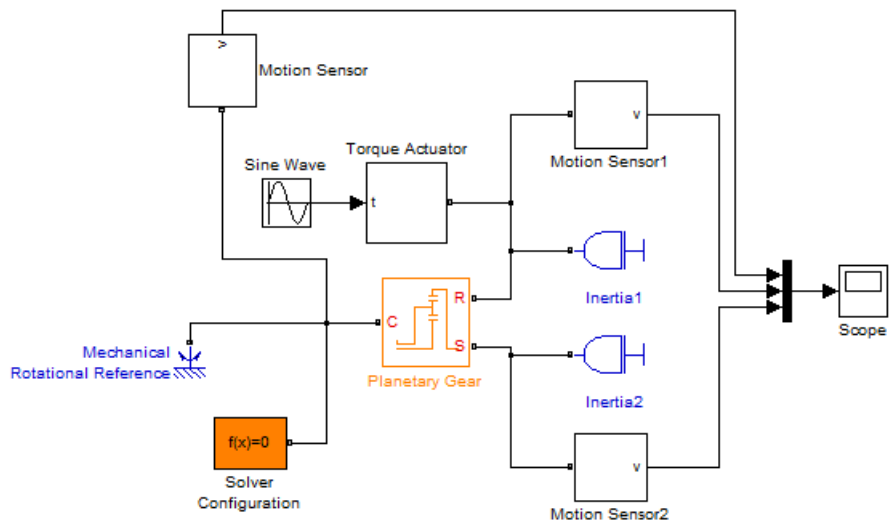 v
Motion Sensor
Sine Wave
Torque Actuator
t
v
Motion Sensor1
R
C
S
Planetary Gear
Inertia1
Scope
Mechanical
Rotational Reference
Inertia2
f(x)=0
Solver
Configuration
v
Motion Sensor2